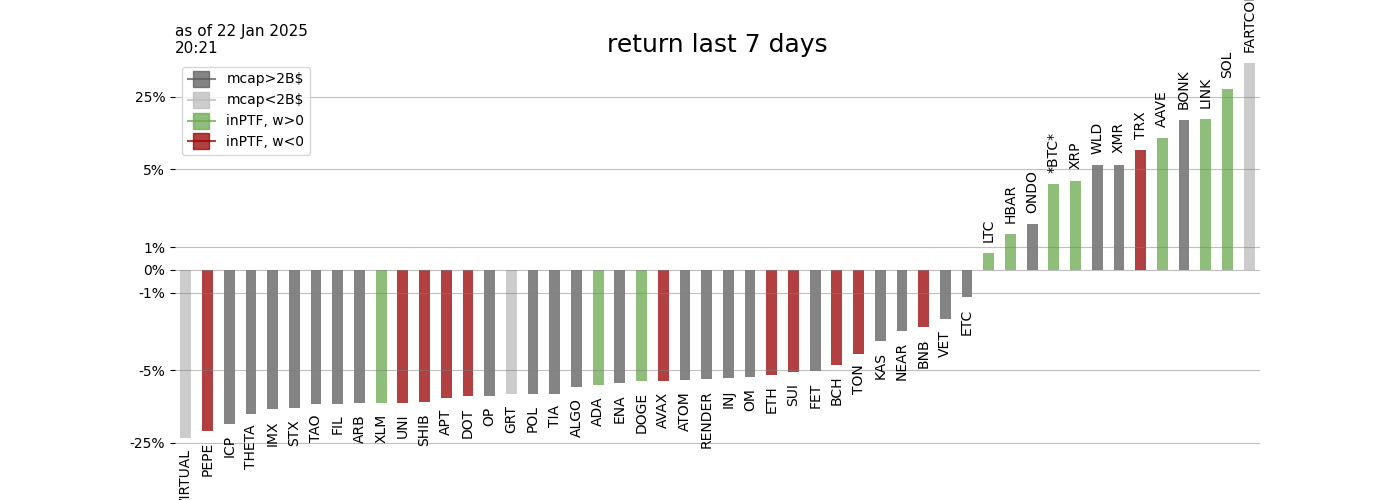 as of 22 Jan 2025
20:21
return last 7 days
mcap>2B$
mcap<2B$
inPTF, w>0
inPTF, w<0
25%
5%
1%
0%
-1%
-5%
-25%
PEPE
ICP
THETA
IMX
STX
TAO
FIL
ARB
XLM
UNI
SHIB
APT
DOT
OP
GRT
POL
TIA
ALGO
ADA
ENA
DOGE
AVAX
ATOM
RENDER
INJ
OM
ETH
SUI
FET
BCH
TON
KAS
NEAR
BNB
VET
ETC
LTC
HBAR
ONDO
*BTC*
XRP
WLD
XMR
TRX
AAVE
BONK
LINK
SOL